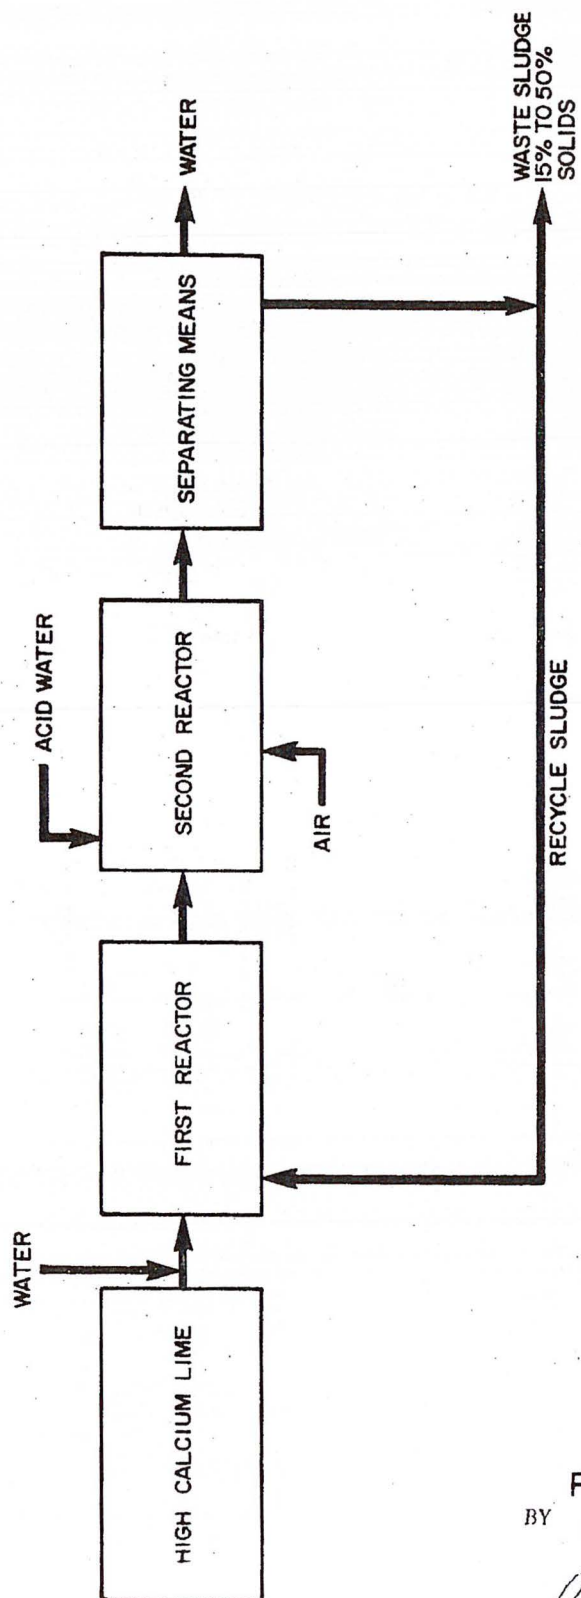 HIGH CALCIUM LIME
WATER
FIRST REACTOR
ACID WATER
SECOND REACTOR
AIR
SEPARATING MEANS
WATER
RECYCLE SLUDGE
WASTE SLUDGE
15% TO 50%
SOLIDS
BY